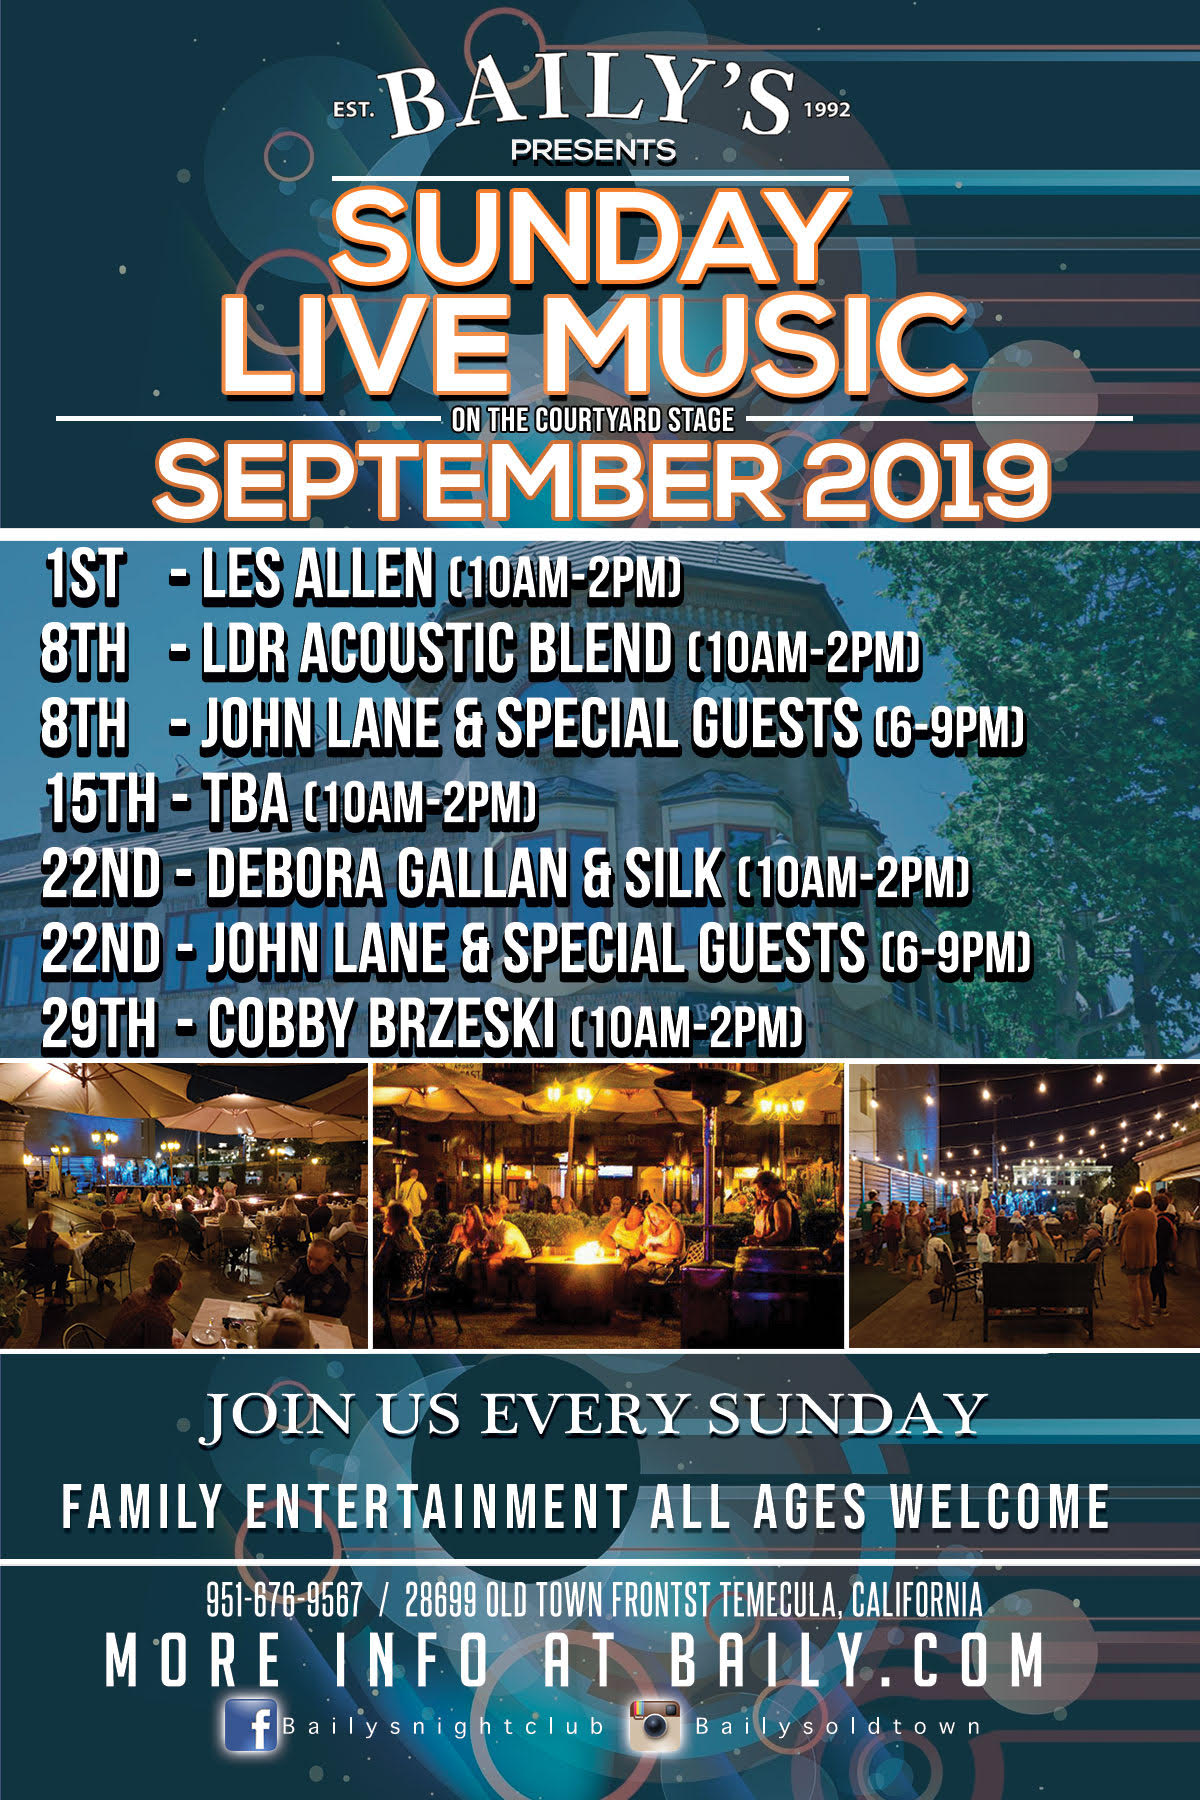 EST. BAILY'S 1992
PRESENTS
SUNDAY
LIVE MUSIC
ON THE COURTYARD STAGE
SEPTEMBER 2019
1ST - LES ALLEN (10AM-2PM)
8TH - LDR ACOUSTIC BLEND (10AM-2PM)
8TH - JOHN LANE & SPECIAL GUESTS (6-9PM)
15TH - TBA (10AM-2PM)
22ND - DEBORA GALLAN & SILK (10AM-2PM)
22ND - JOHN LANE & SPECIAL GUESTS (6-9PM)
29TH - COBBY BRZESKI (10AM-2PM)
JOIN US EVERY SUNDAY
FAMILY ENTERTAINMENT ALL AGES WELCOME
951-676-9567 / 28699 OLD TOWN FRONTST TEMECULA, CALIFORNIA
MORE INFO AT BAILY.COM
f Bailysnightclub Bailysoldtown